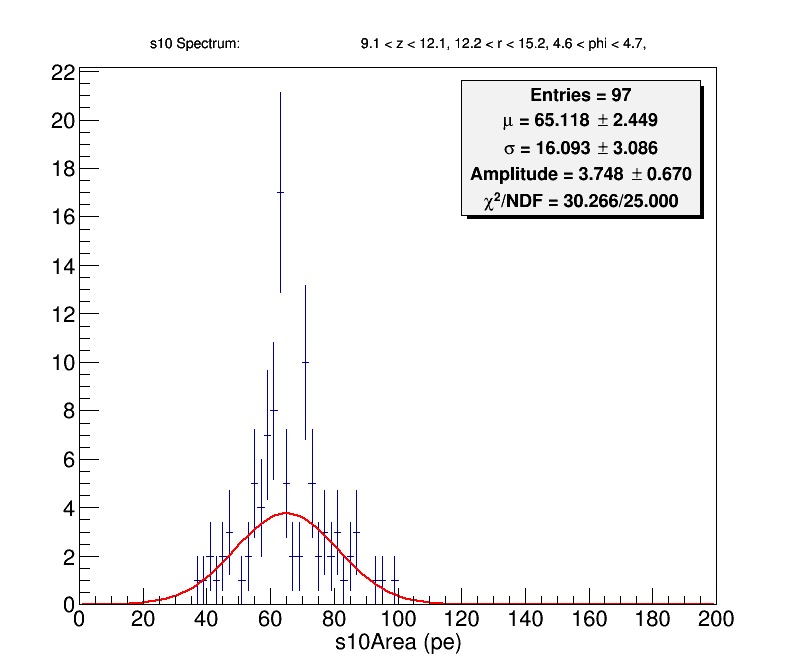 s10 Spectrum: 9.1 < z < 12.1, 12.2 < r < 15.2, 4.6 < phi < 4.7,
Entries = 97
μ = 65.118 ± 2.449
σ = 16.093 ± 3.086
Amplitude = 3.748 ± 0.670
χ²/NDF = 30.266/25.000
22
20
18
16
14
12
10
8
6
4
2
0
0 20 40 60 80 100 120 140 160 180 200
s10Area (pe)